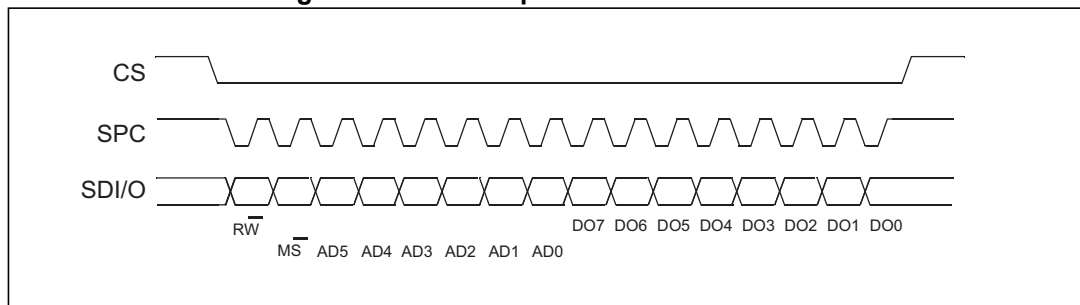 CS
SPC
SDI/O
RW
DO7 DO6 DO5 DO4 DO3 DO2 DO1 DO0
MS AD5 AD4 AD3 AD2 AD1 AD0